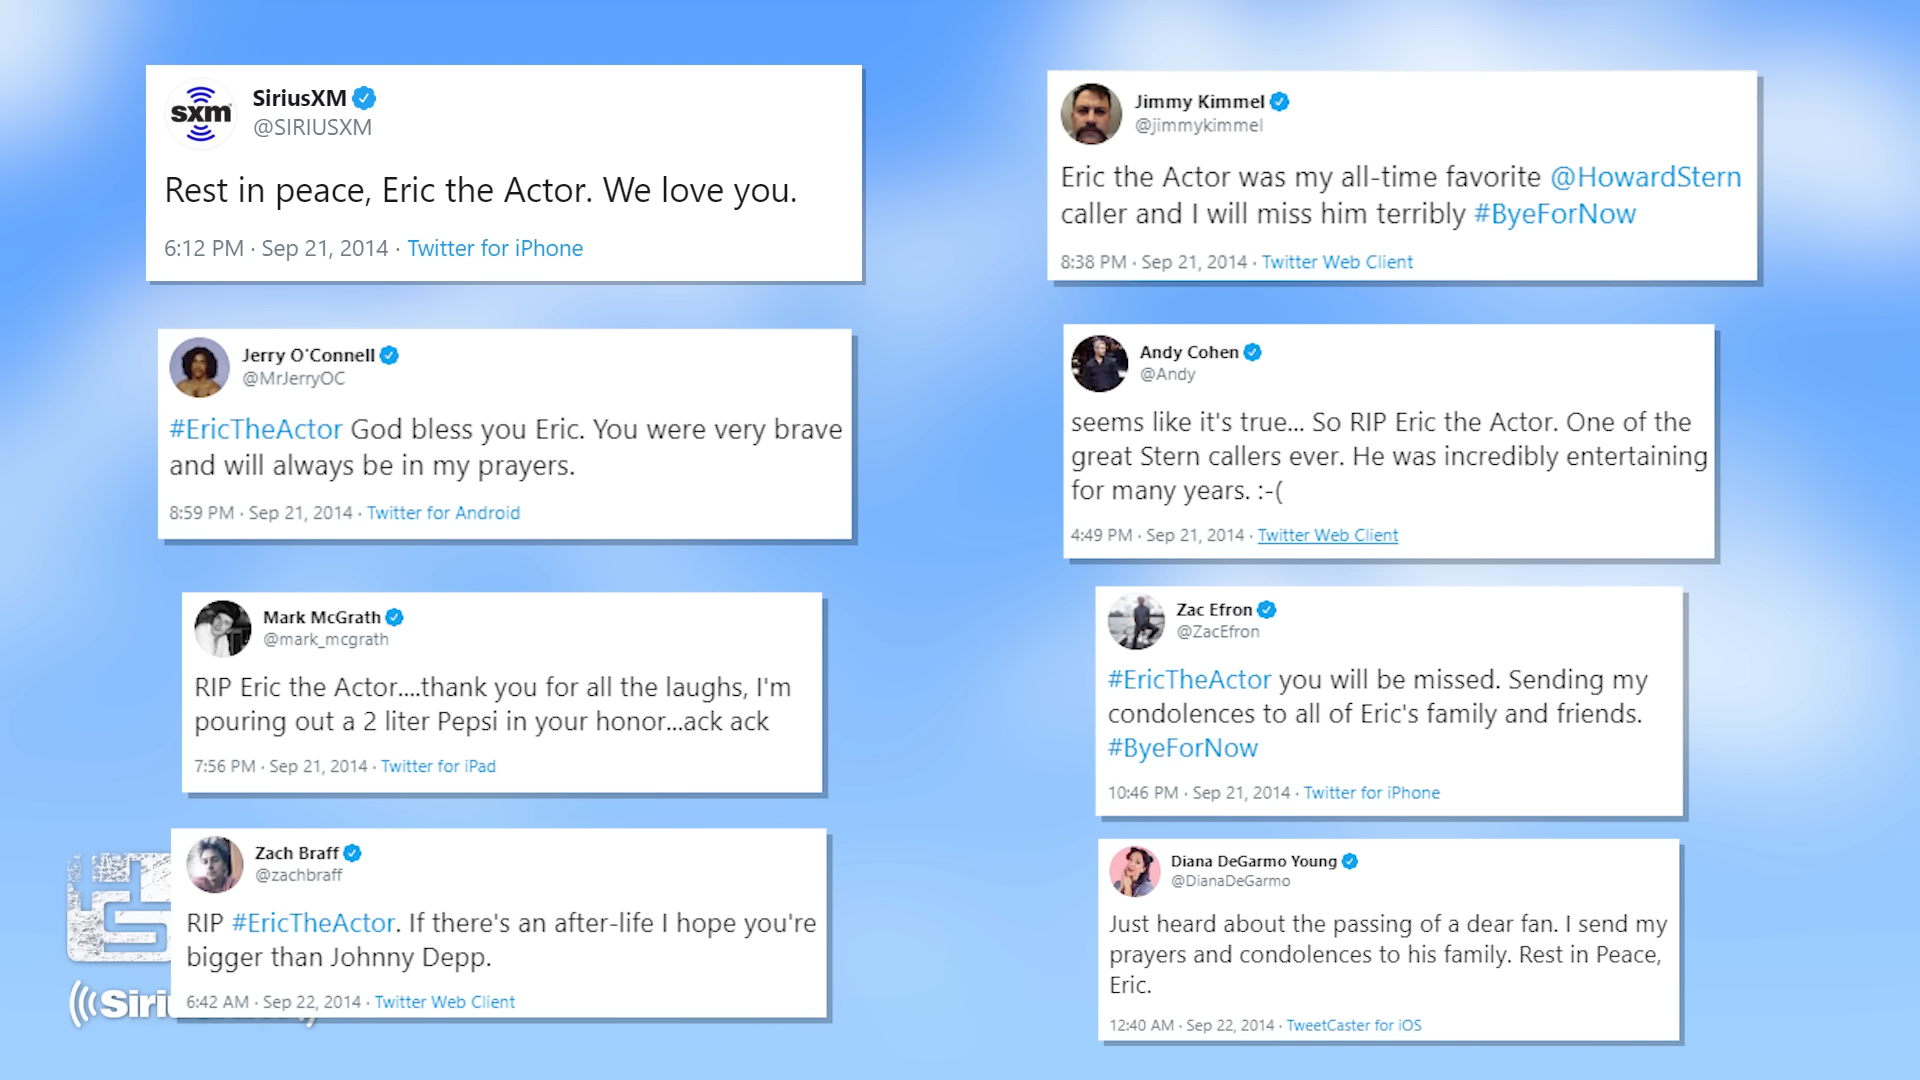 sxm
SiriusXM
@SIRIUSXM
Rest in peace, Eric the Actor. We love you.
6:12 PM · Sep 21, 2014 · Twitter for iPhone
Jerry O'Connell
@MrJerryOC
#EricTheActor God bless you Eric. You were very brave
and will always be in my prayers.
8:59 PM · Sep 21, 2014 · Twitter for Android
Mark McGrath
@mark_mcgrath
RIP Eric the Actor....thank you for all the laughs, I'm
pouring out a 2 liter Pepsi in your honor...ack ack
7:56 PM · Sep 21, 2014 · Twitter for iPad
Zach Braff
@zachbraff
RIP #EricTheActor. If there's an after-life I hope you're
bigger than Johnny Depp.
6:42 AM · Sep 22, 2014 · Twitter Web Client
Jimmy Kimmel
@jimmykimmel
Eric the Actor was my all-time favorite @HowardStern
caller and I will miss him terribly #ByeForNow
8:38 PM · Sep 21, 2014 · Twitter Web Client
Andy Cohen
@Andy
seems like it's true... So RIP Eric the Actor. One of the
great Stern callers ever. He was incredibly entertaining
for many years. :-(
4:49 PM · Sep 21, 2014 · Twitter Web Client
Zac Efron
@ZacEfron
#EricTheActor you will be missed. Sending my
condolences to all of Eric's family and friends.
#ByeForNow
10:46 PM · Sep 21, 2014 · Twitter for iPhone
Diana DeGarmo Young
@DianaDeGarmo
Just heard about the passing of a dear fan. I send my
prayers and condolences to his family. Rest in Peace,
Eric.
12:40 AM · Sep 22, 2014 · TweetCaster for iOS